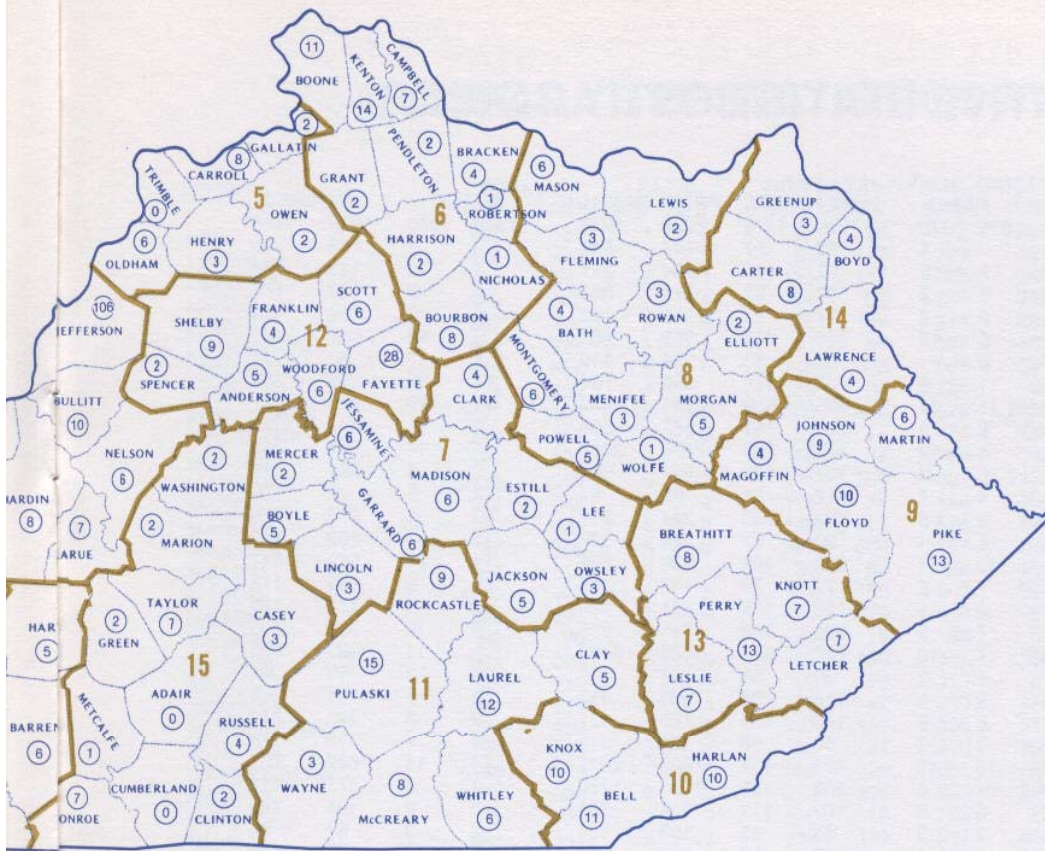 11
BOONE
KENTON
14
CAMPBELL
7
2
GALLATIN
8
CARROLL
TRIMBLE
0
5
OWEN
2
6
OLDHAM
HENRY
3
GRANT
2
2
PENDLETON
BRACKEN
4
1
ROBERTSON
6
HARRISON
2
1
NICHOLAS
BOURBON
8
6
MASON
LEWIS
2
3
FLEMING
3
ROWAN
4
BATH
GREENUP
3
4
BOYD
CARTER
8
2
ELLIOTT
14
LAWRENCE
4
106
JEFFERSON
SHELBY
9
FRANKLIN
4
SCOTT
6
12
2
SPENCER
5
ANDERSON
WOODFORD
6
28
FAYETTE
4
CLARK
MONTGOMERY
6
MENIFEE
3
8
MORGAN
5
POWELL
5
1
WOLFE
4
MAGOFFIN
JOHNSON
9
6
MARTIN
10
FLOYD
9
PIKE
13
BULLITT
10
NELSON
6
2
WASHINGTON
MERCER
2
JESSAMINE
6
7
MADISON
6
ESTILL
2
LEE
1
ARDIN
8
7
ARUE
2
MARION
BOYLE
5
GARRARD
6
LINCOLN
3
9
ROCKCASTLE
JACKSON
5
OWSLEY
3
BREATHITT
8
KNOTT
7
PERRY
13
13
7
LETCHER
LESLIE
7
HAR
5
2
GREEN
TAYLOR
7
CASEY
3
15
15
PULASKI
11
LAUREL
12
CLAY
5
ADAIR
0
METCALFE
1
RUSSELL
4
BARREN
6
3
WAYNE
8
McCREARY
WHITLEY
6
KNOX
10
BELL
11
HARLAN
10
10
7
ONROE
CUMBERLAND
0
2
CLINTON